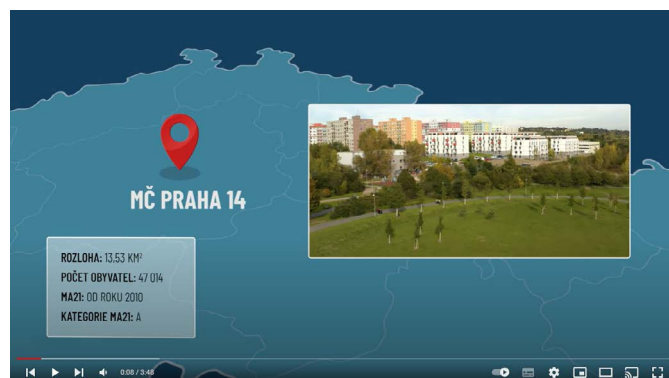 MČ PRAHA 14
ROZLOHA: 13,53 KM²
POČET OBYVATEL: 47 014
MA21: OD ROKU 2010
KATEGORIE MA21: A
0:08 / 3:48